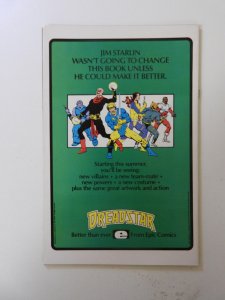 JIM STARLIN
WASN'T GOING TO CHANGE
THIS BOOK UNLESS
HE COULD MAKE IT BETTER.
Starting this summer,
you'll be seeing:
new villains • a new team-mate •
new powers • a new costume •
plus the same great artwork and action
DREADSTAR
Better than ever From Epic Comics